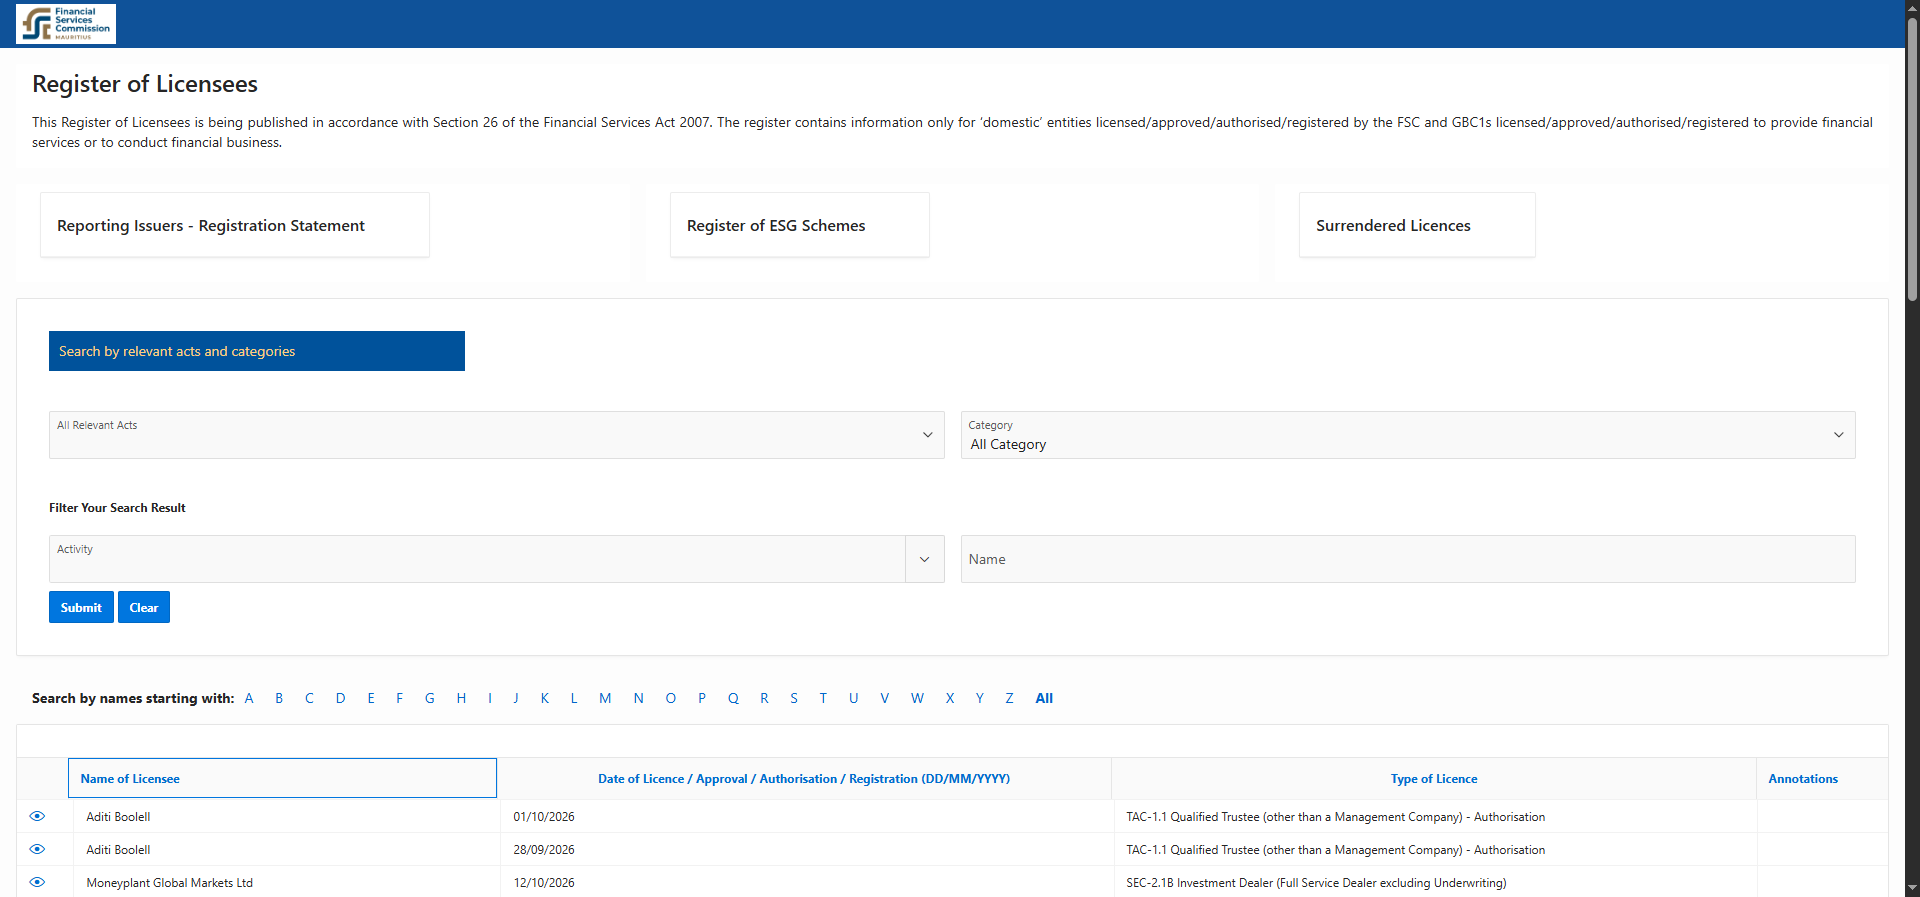 Financial
Services
Commission
MAURITIUS
Register of Licensees
This Register of Licensees is being published in accordance with Section 26 of the Financial Services Act 2007. The register contains information only for ‘domestic’ entities licensed/approved/authorised/registered by the FSC and GBC1s licensed/approved/authorised/registered to provide financial
services or to conduct financial business.
Reporting Issuers - Registration Statement
Register of ESG Schemes
Surrendered Licences
Search by relevant acts and categories
All Relevant Acts
Category
All Category
Filter Your Search Result
Activity
Name
Submit Clear
Search by names starting with: A B C D E F G H I J K L M N O P Q R S T U V W X Y Z All
Name of Licensee Date of Licence / Approval / Authorisation / Registration (DD/MM/YYYY) Type of Licence Annotations
Aditi Boolell 01/10/2026 TAC-1.1 Qualified Trustee (other than a Management Company) - Authorisation
Aditi Boolell 28/09/2026 TAC-1.1 Qualified Trustee (other than a Management Company) - Authorisation
Moneyplant Global Markets Ltd 12/10/2026 SEC-2.1B Investment Dealer (Full Service Dealer excluding Underwriting)